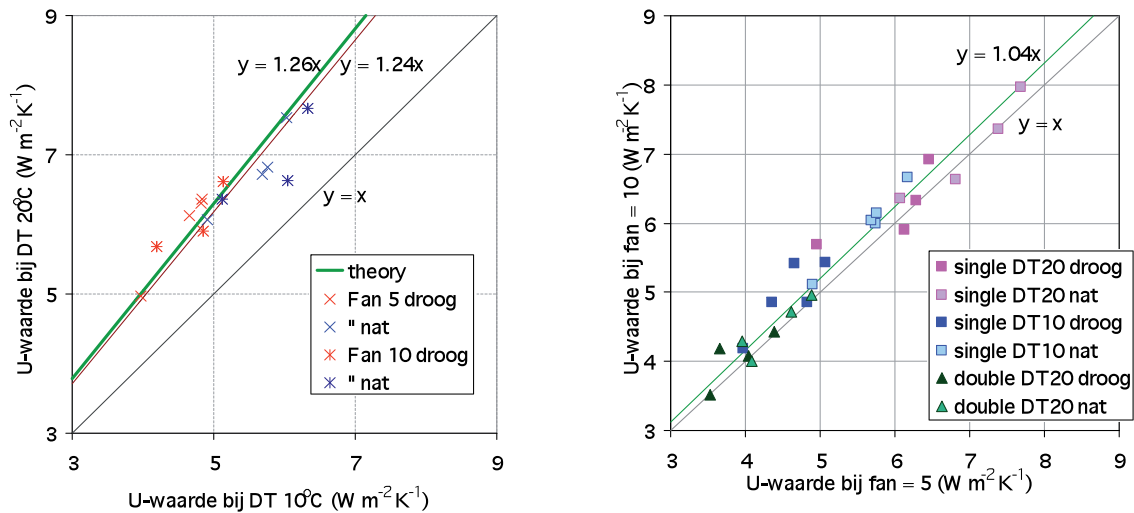 9
7
5
3
3
5
7
9
U-waarde bij DT 20°C (W m⁻² K⁻¹)
U-waarde bij DT 10°C (W m⁻² K⁻¹)
y = 1.26x
y = 1.24x
y = x
theory
Fan 5 droog
" nat
Fan 10 droog
" nat
9
8
7
6
5
4
3
3
4
5
6
7
8
9
U-waarde bij fan = 10 (W m⁻² K⁻¹)
U-waarde bij fan = 5 (W m⁻² K⁻¹)
y = 1.04x
y = x
single DT20 droog
single DT20 nat
single DT10 droog
single DT10 nat
double DT20 droog
double DT20 nat